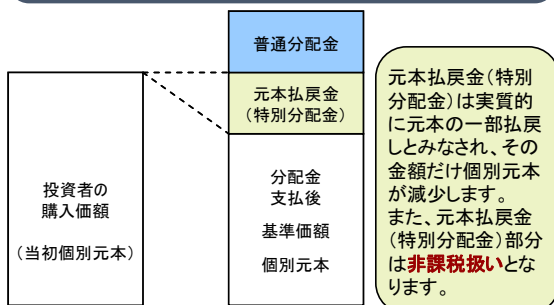 普通分配金
元本払戻金
(特別分配金)
投資者の
購入価額
(当初個別元本)
分配金
支払後
基準価額
個別元本
元本払戻金(特別
分配金)は実質的
に元本の一部払戻
しとみなされ、その
金額だけ個別元本
が減少します。
また、元本払戻金
(特別分配金)部分
は非課税扱いとな
ります。